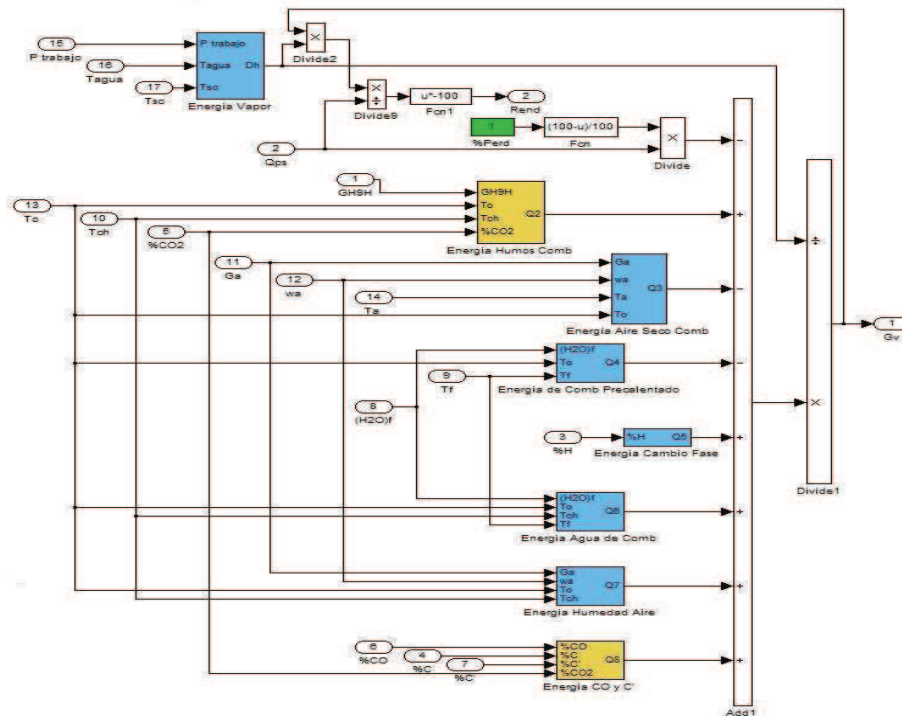 15
P trabajo
16
Tagua
17
Tsc
P trabajo
Tagua
Tsc
Dh
Energia Vapor
×
Divide2
×
÷
Divide9
u*-100
Fcn1
2
Rend
2
Qps
%Perd
(100-u)/100
Fcn
×
Divide
−
1
GH9H
13
To
10
Tch
5
%CO2
GH9H
To
Tch
%CO2
Q2
Energia Humos Comb
+
11
Ga
12
wa
14
Ta
Ga
wa
Ta
To
Q3
Energia Aire Seco Comb
−
÷
1
Gv
(H2O)f
To
Tf
Q4
Energia de Comb Precalentado
−
9
Tf
8
(H2O)f
×
3
%H
%H
Q5
Energia Cambio Fase
+
Divide1
(H2O)f
To
Tch
Tf
Q6
Energia Agua de Comb
+
Ga
wa
To
Tch
Q7
Energia Humedad Aire
+
6
%CO
4
%C
7
%C'
%CO
%C
%C'
%CO2
Q8
Energia CO y C'
+
Add1